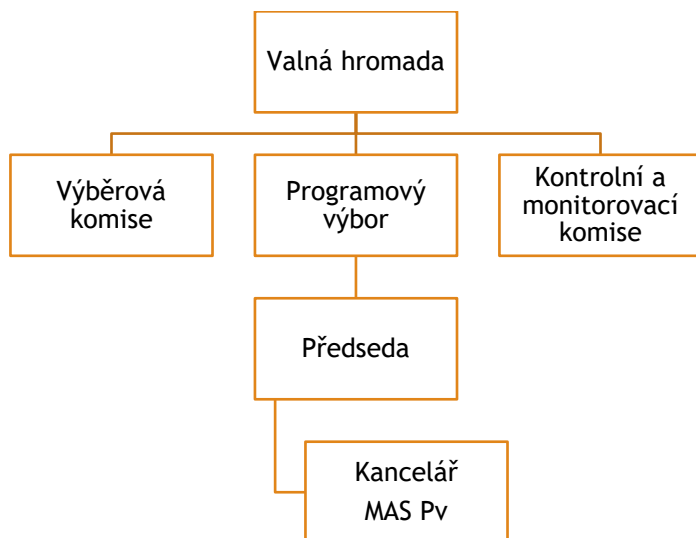 Valná hromada
Výběrová
komise
Programový
výbor
Kontrolní a
monitorovací
komise
Předseda
Kancelář
MAS Pv